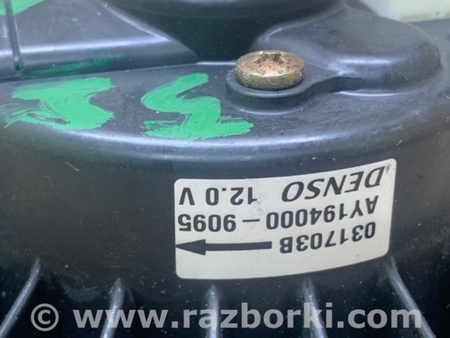 031703B
AY194000-9095
DENSO 12.0 V
© www.razborki.com